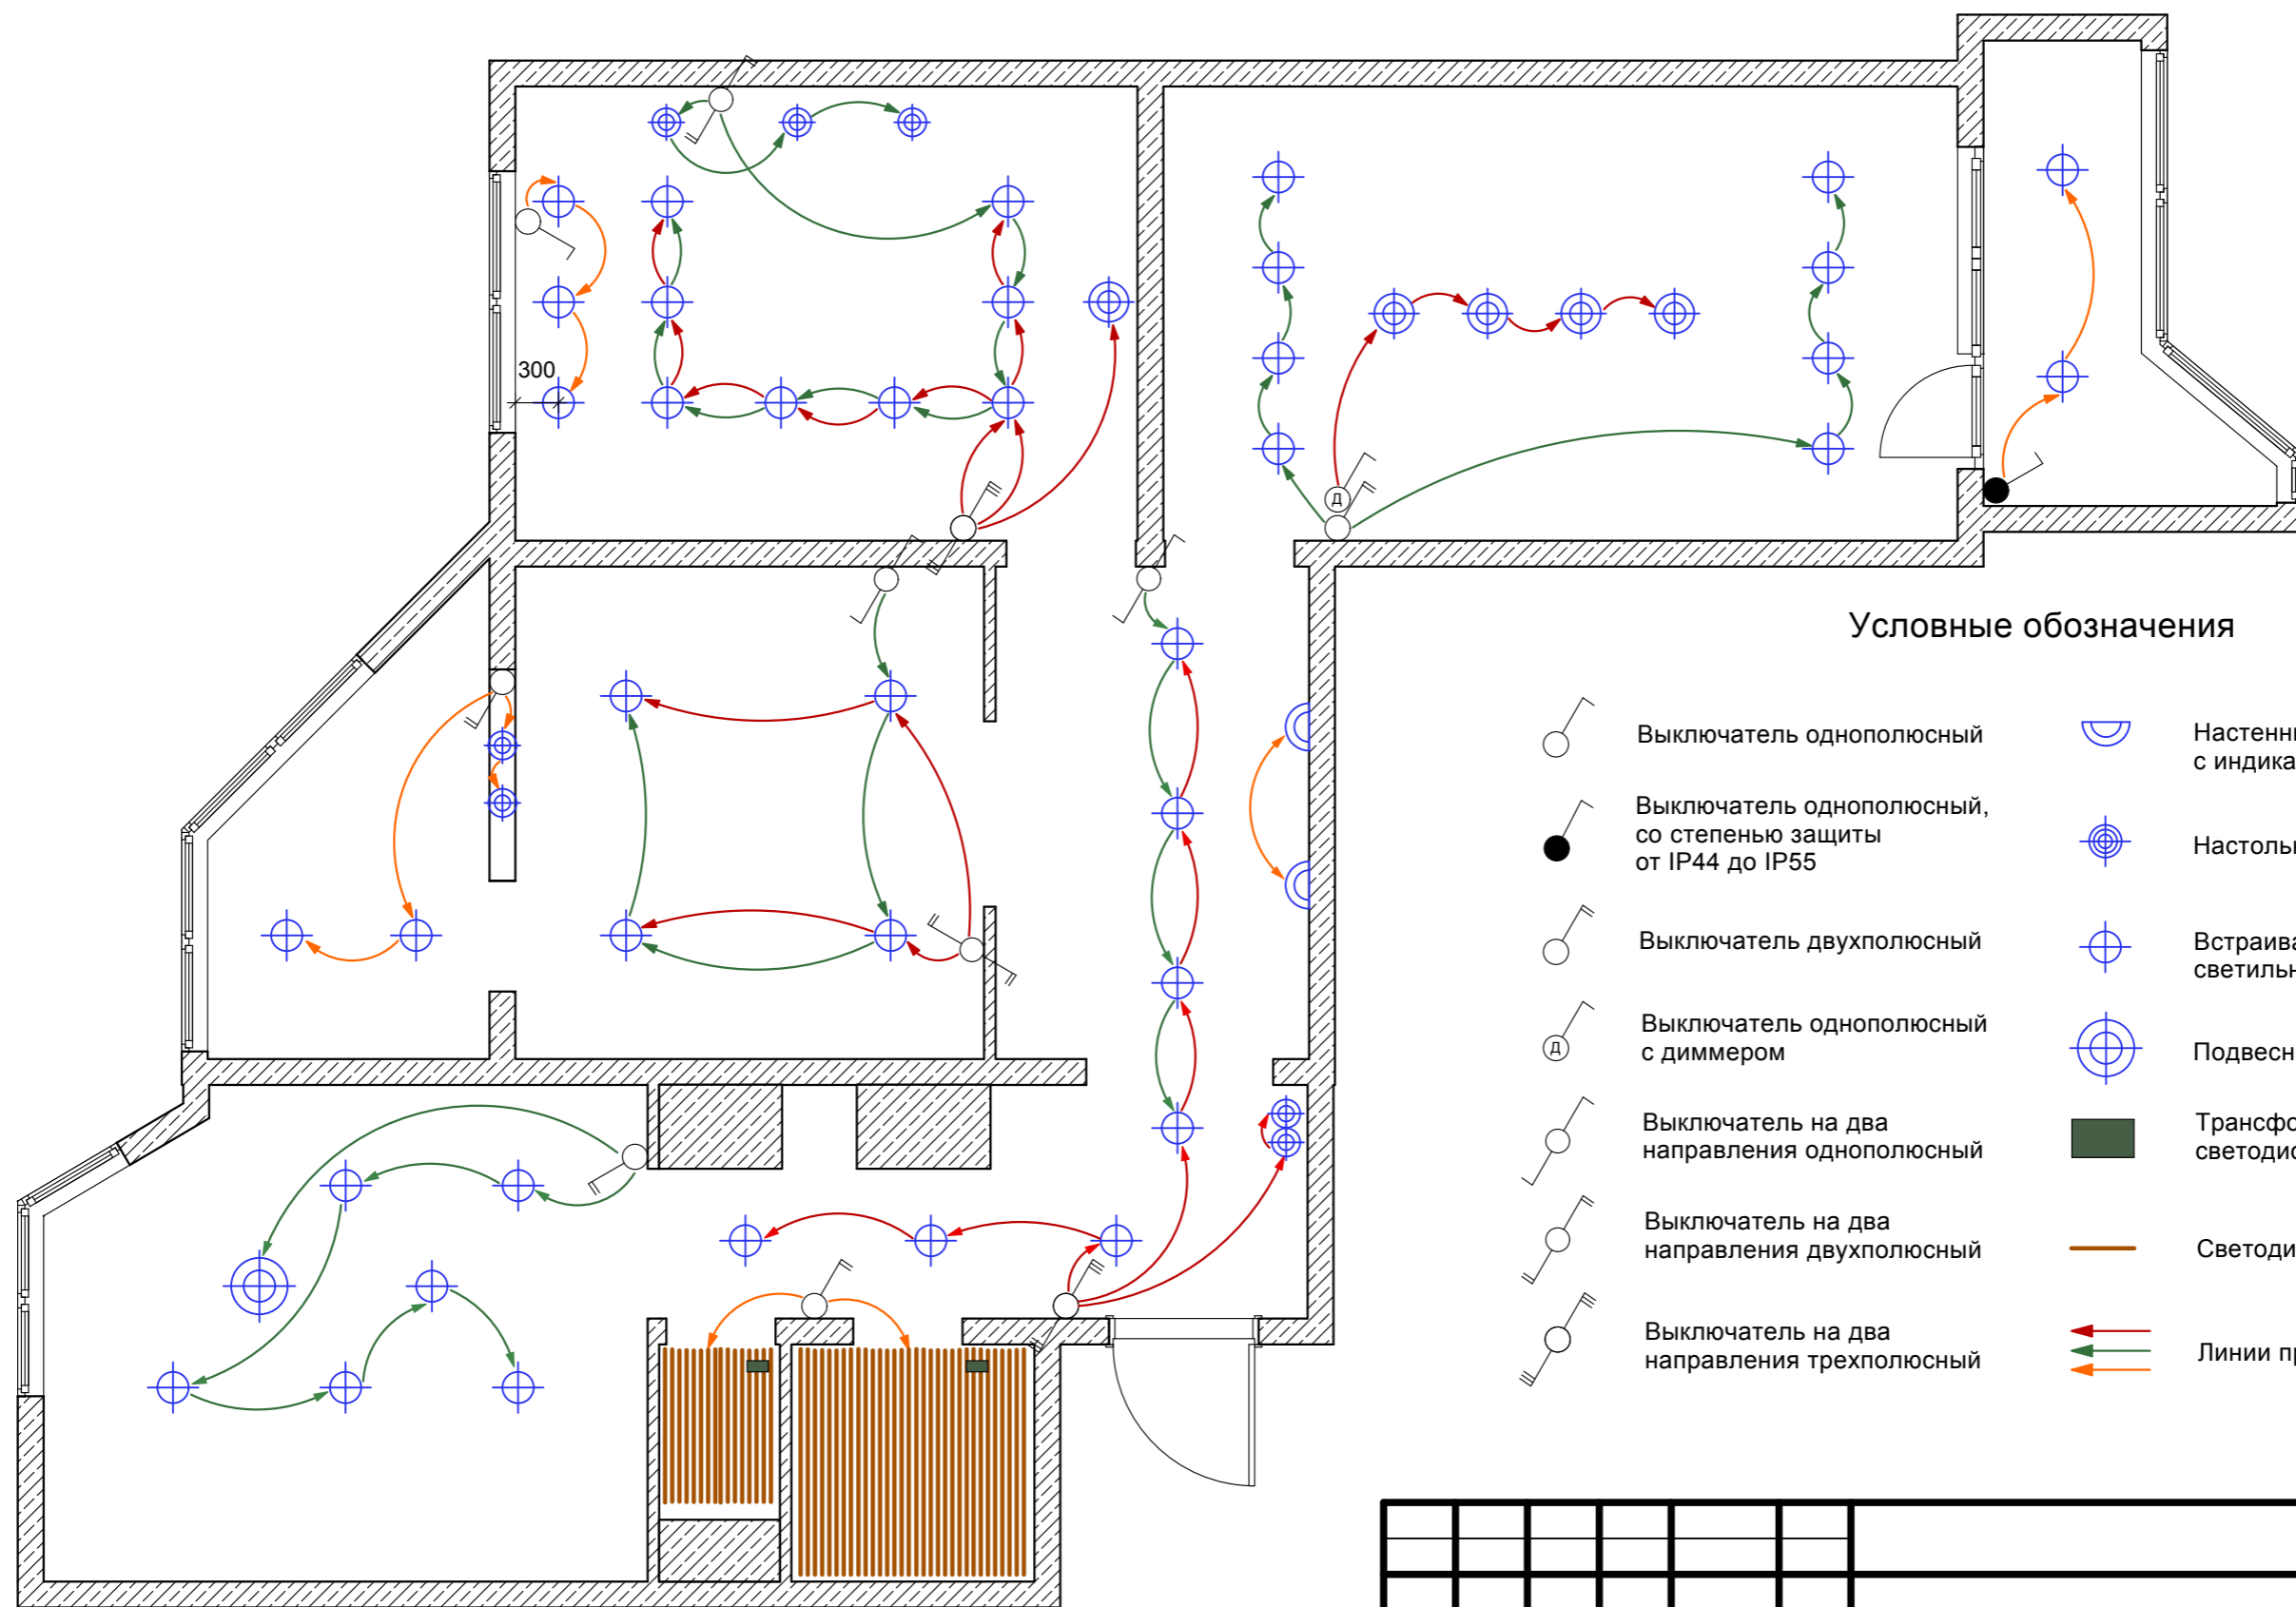 300
Д
Условные обозначения
Выключатель однополюсный
Выключатель однополюсный,
со степенью защиты
от IP44 до IP55
Выключатель двухполюсный
Д
Выключатель однополюсный
с диммером
Выключатель на два
направления однополюсный
Выключатель на два
направления двухполюсный
Выключатель на два
направления трехполюсный
Настенн
с индика
Настоль
Встраива
светильн
Подвесн
Трансфо
светодио
Светоди
Линии п